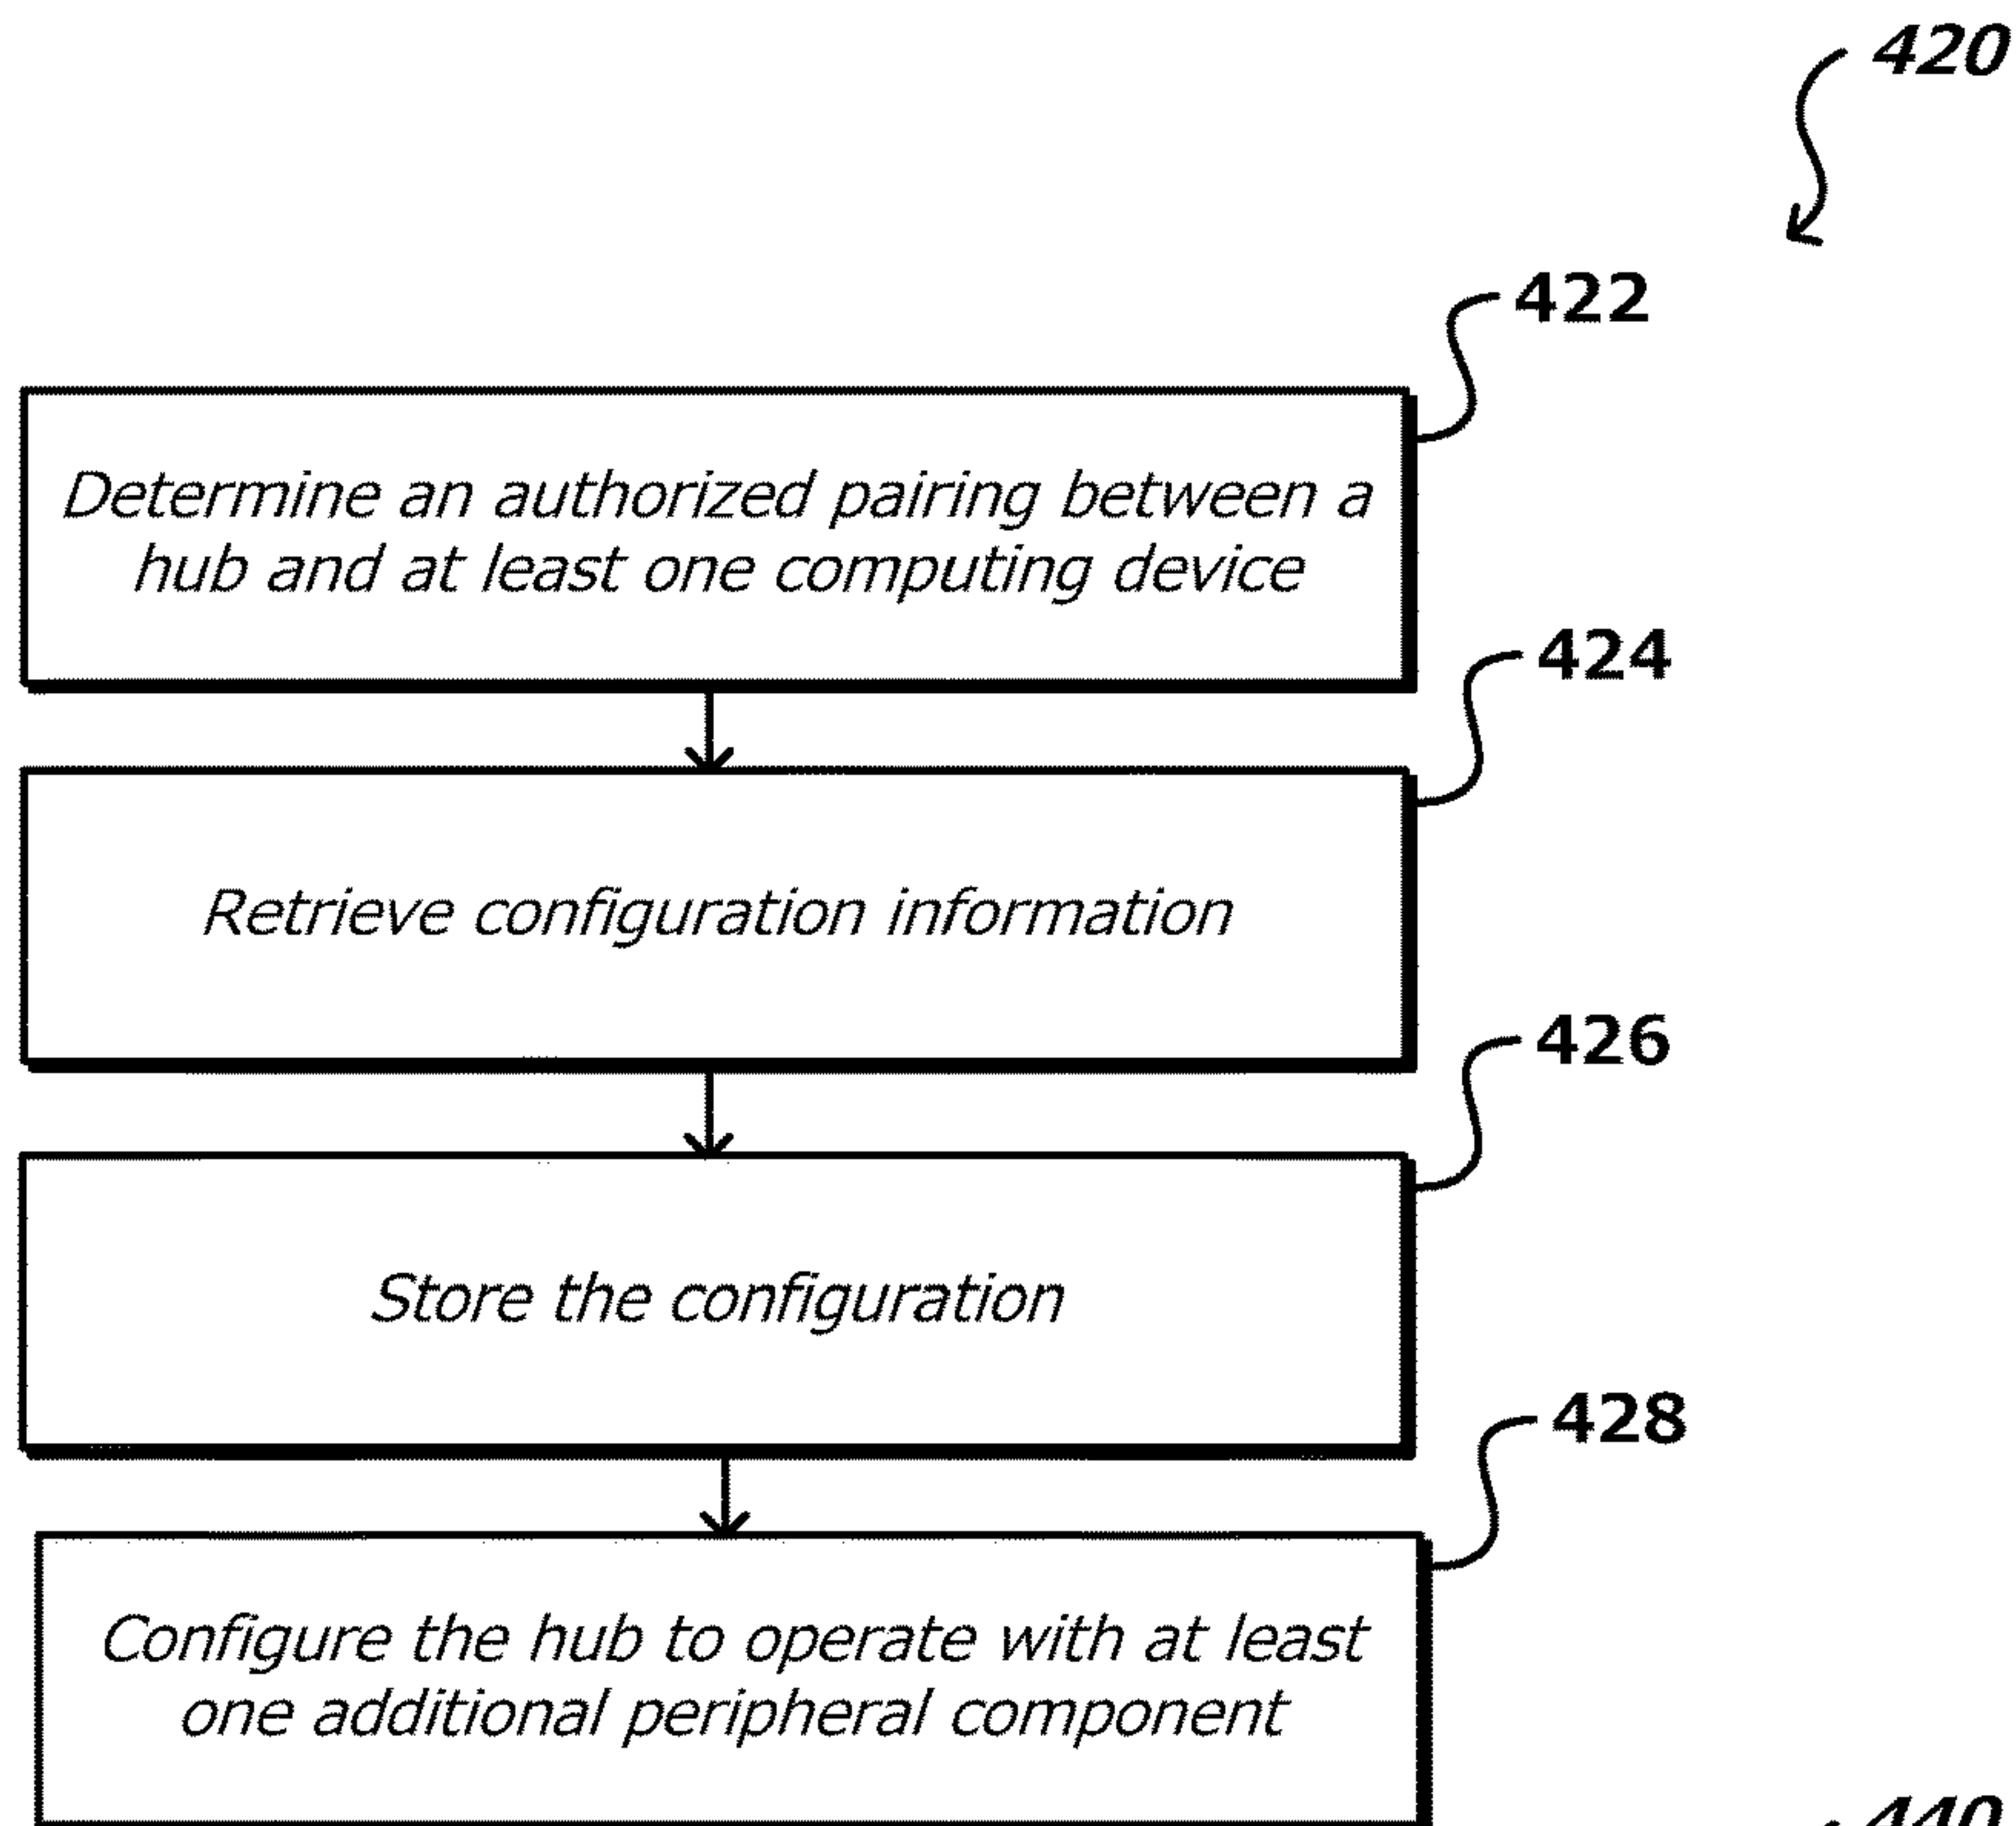 420
422
Determine an authorized pairing between a
hub and at least one computing device
424
Retrieve configuration information
426
Store the configuration
428
Configure the hub to operate with at least
one additional peripheral component
440